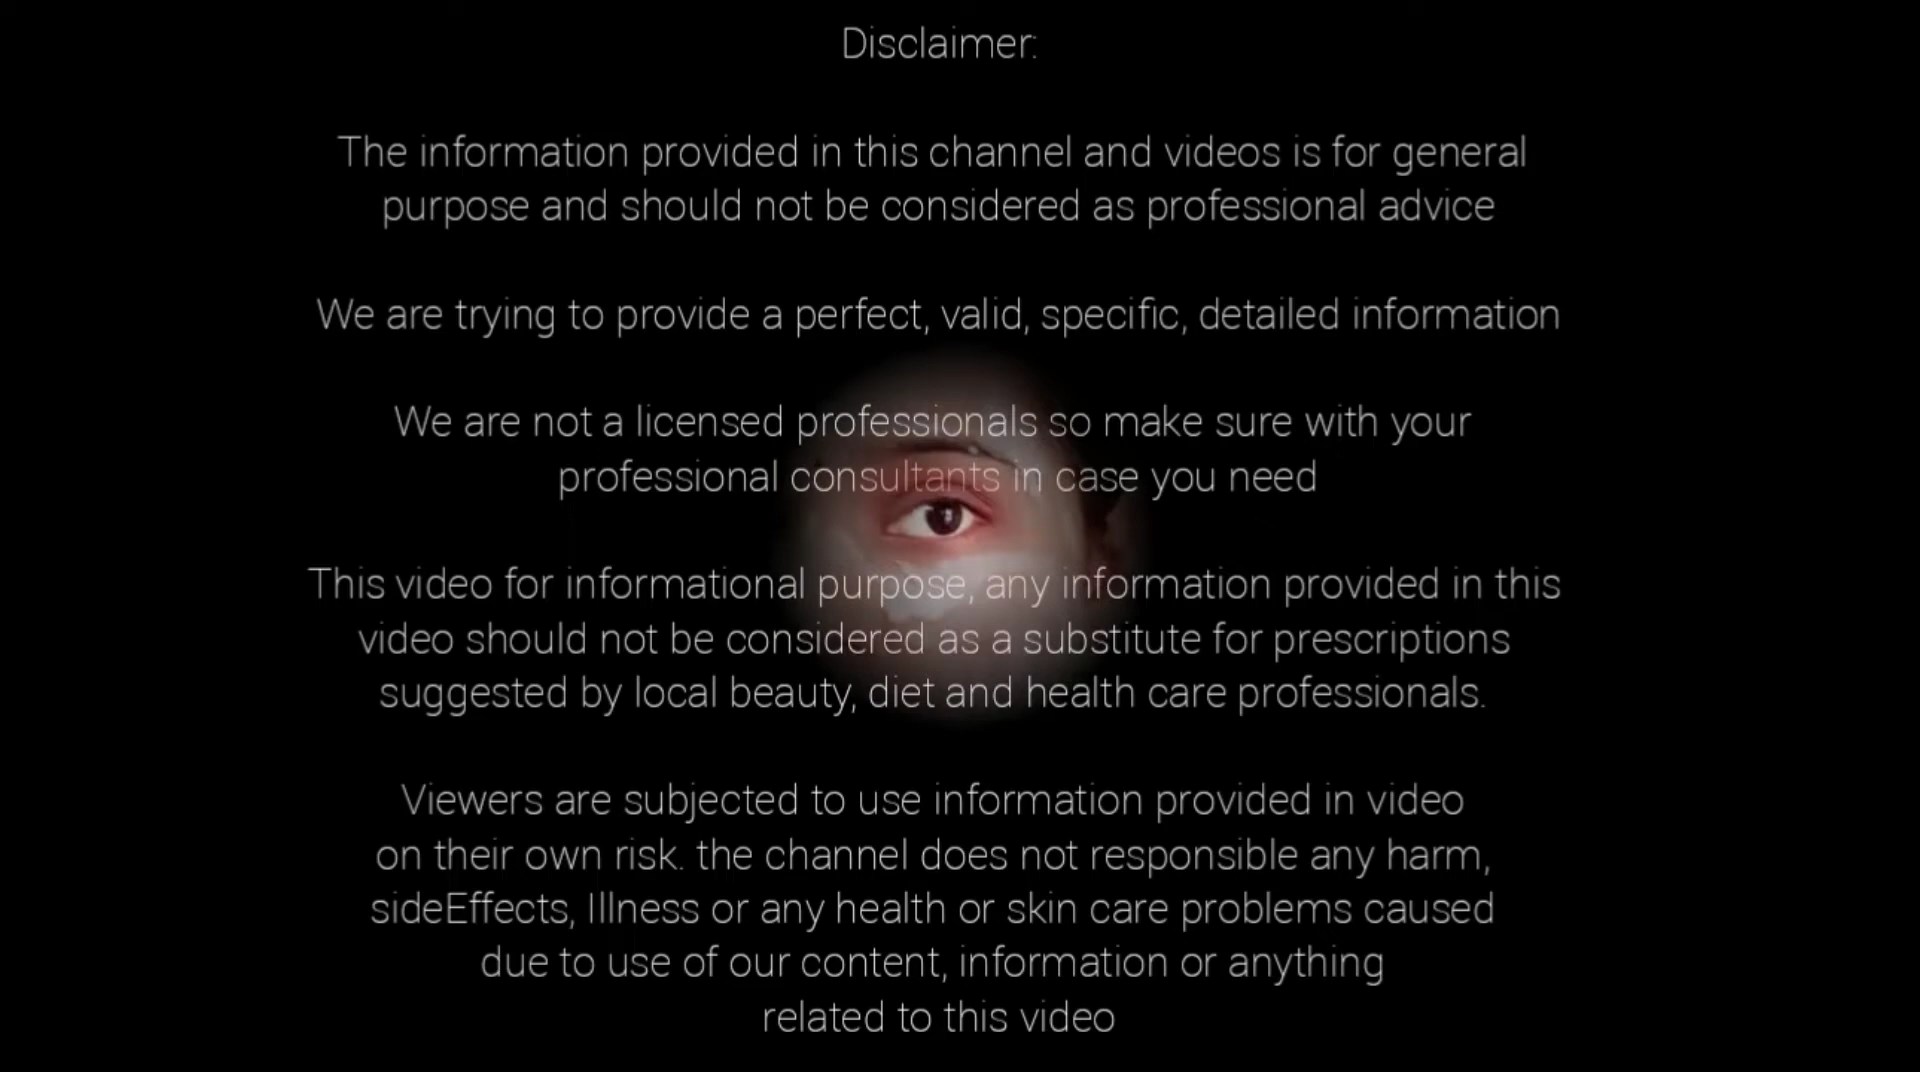 Disclaimer:
The information provided in this channel and videos is for general
purpose and should not be considered as professional advice
We are trying to provide a perfect, valid, specific, detailed information
We are not a licensed professionals so make sure with your
professional consultants in case you need
This video for informational purpose, any information provided in this
video should not be considered as a substitute for prescriptions
suggested by local beauty, diet and health care professionals.
Viewers are subjected to use information provided in video
on their own risk. the channel does not responsible any harm,
sideEffects, Illness or any health or skin care problems caused
due to use of our content, information or anything
related to this video